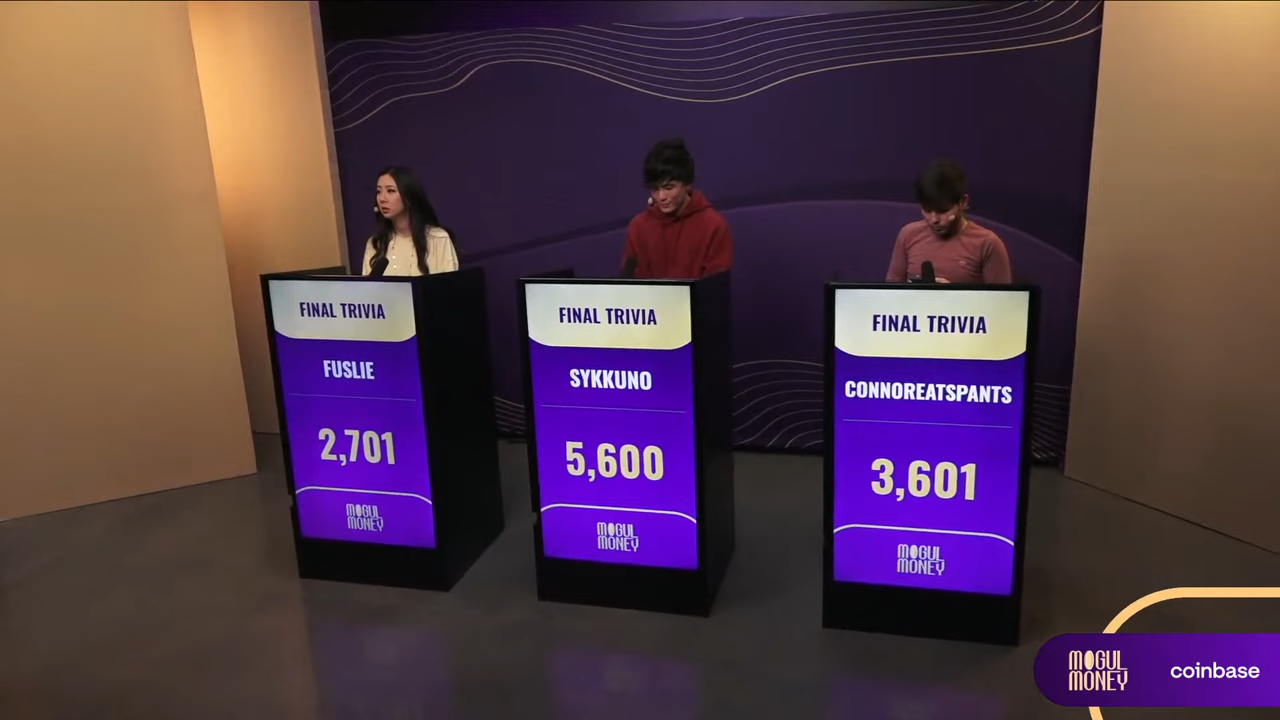 FINAL TRIVIA
FUSLIE
2,701
MOGUL
MONEY
FINAL TRIVIA
SYKKUNO
5,600
MOGUL
MONEY
FINAL TRIVIA
CONNOREATSPANTS
3,601
MOGUL
MONEY
MOGUL
MONEY
coinbase